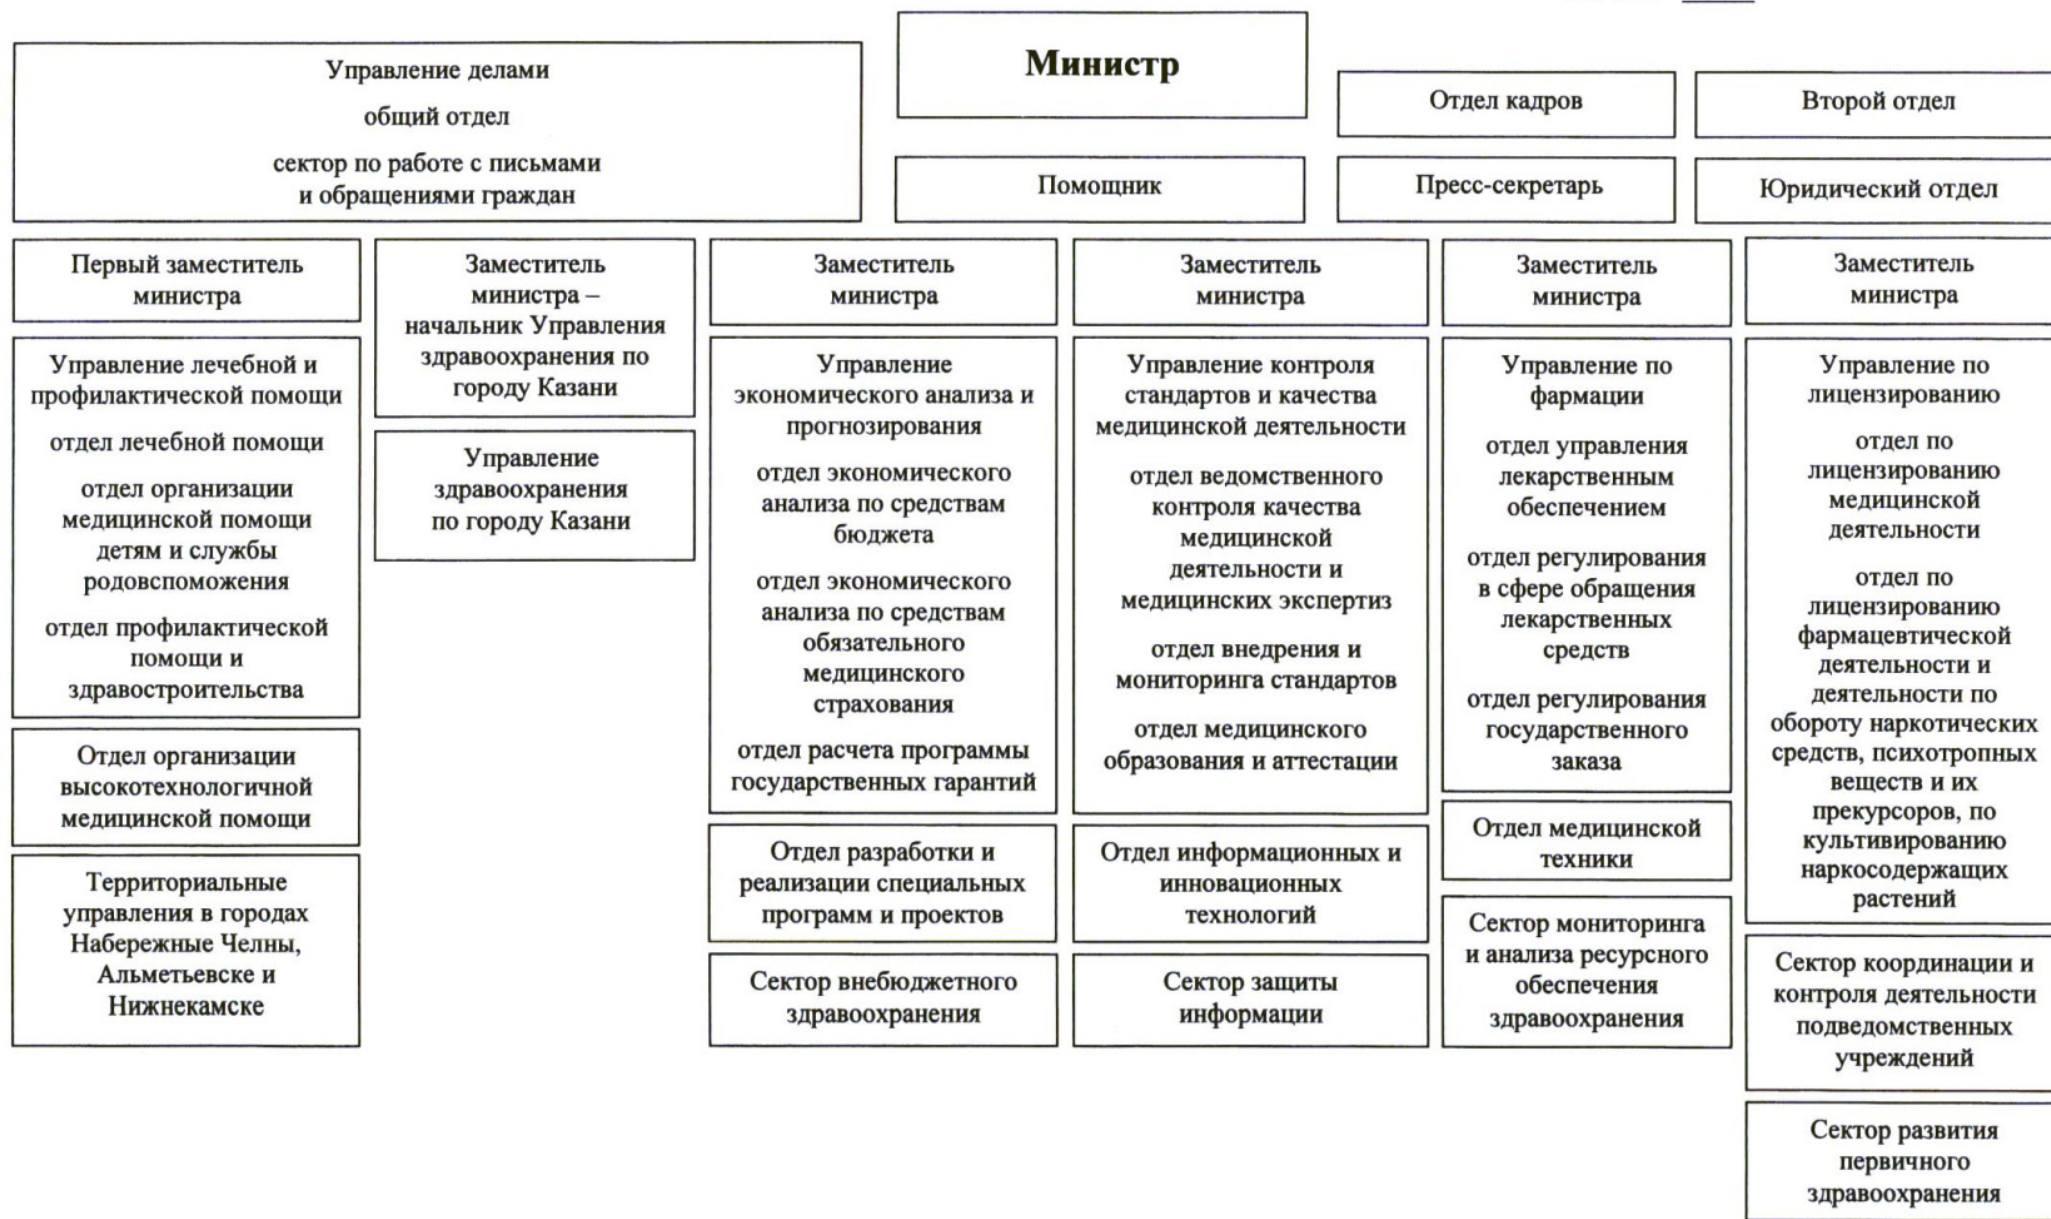 Министр
Управление делами
общий отдел
сектор по работе с письмами
и обращениями граждан
Отдел кадров
Второй отдел
Помощник
Пресс-секретарь
Юридический отдел
Первый заместитель
министра
Управление лечебной и
профилактической помощи
отдел лечебной помощи
отдел организации
медицинской помощи
детям и службы
родовспоможения
отдел профилактической
помощи и
здравостроительства
Отдел организации
высокотехнологичной
медицинской помощи
Территориальные
управления в городах
Набережные Челны,
Альметьевске и
Нижнекамске
Заместитель
министра –
начальник Управления
здравоохранения по
городу Казани
Управление
здравоохранения
по городу Казани
Заместитель
министра
Управление
экономического анализа и
прогнозирования
отдел экономического
анализа по средствам
бюджета
отдел экономического
анализа по средствам
обязательного
медицинского
страхования
отдел расчета программы
государственных гарантий
Отдел разработки и
реализации специальных
программ и проектов
Сектор внебюджетного
здравоохранения
Заместитель
министра
Управление контроля
стандартов и качества
медицинской деятельности
отдел ведомственного
контроля качества
медицинской
деятельности и
медицинских экспертиз
отдел внедрения и
мониторинга стандартов
отдел медицинского
образования и аттестации
Отдел информационных и
инновационных
технологий
Сектор защиты
информации
Заместитель
министра
Управление по
фармации
отдел управления
лекарственным
обеспечением
отдел регулирования
в сфере обращения
лекарственных
средств
отдел регулирования
государственного
заказа
Отдел медицинской
техники
Сектор мониторинга
и анализа ресурсного
обеспечения
здравоохранения
Заместитель
министра
Управление по
лицензированию
отдел по
лицензированию
медицинской
деятельности
отдел по
лицензированию
фармацевтической
деятельности и
деятельности по
обороту наркотических
средств, психотропных
веществ и их
прекурсоров, по
культивированию
наркосодержащих
растений
Сектор координации и
контроля деятельности
подведомственных
учреждений
Сектор развития
первичного
здравоохранения